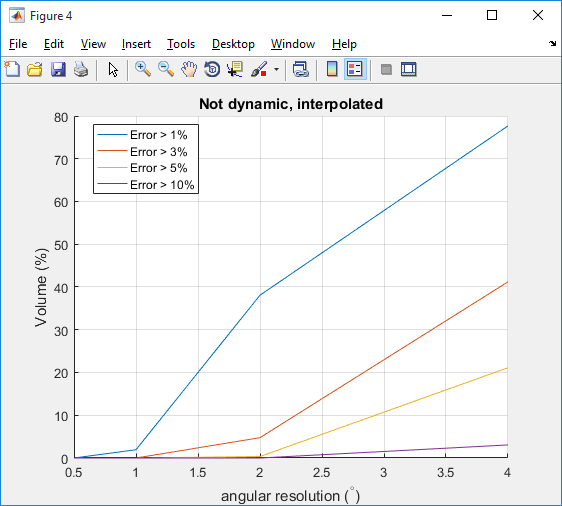 Figure 4
File Edit View Insert Tools Desktop Window Help
Not dynamic, interpolated
Error > 1%
Error > 3%
Error > 5%
Error > 10%
Volume (%)
80
70
60
50
40
30
20
10
0
0.5 1 1.5 2 2.5 3 3.5 4
angular resolution (°)